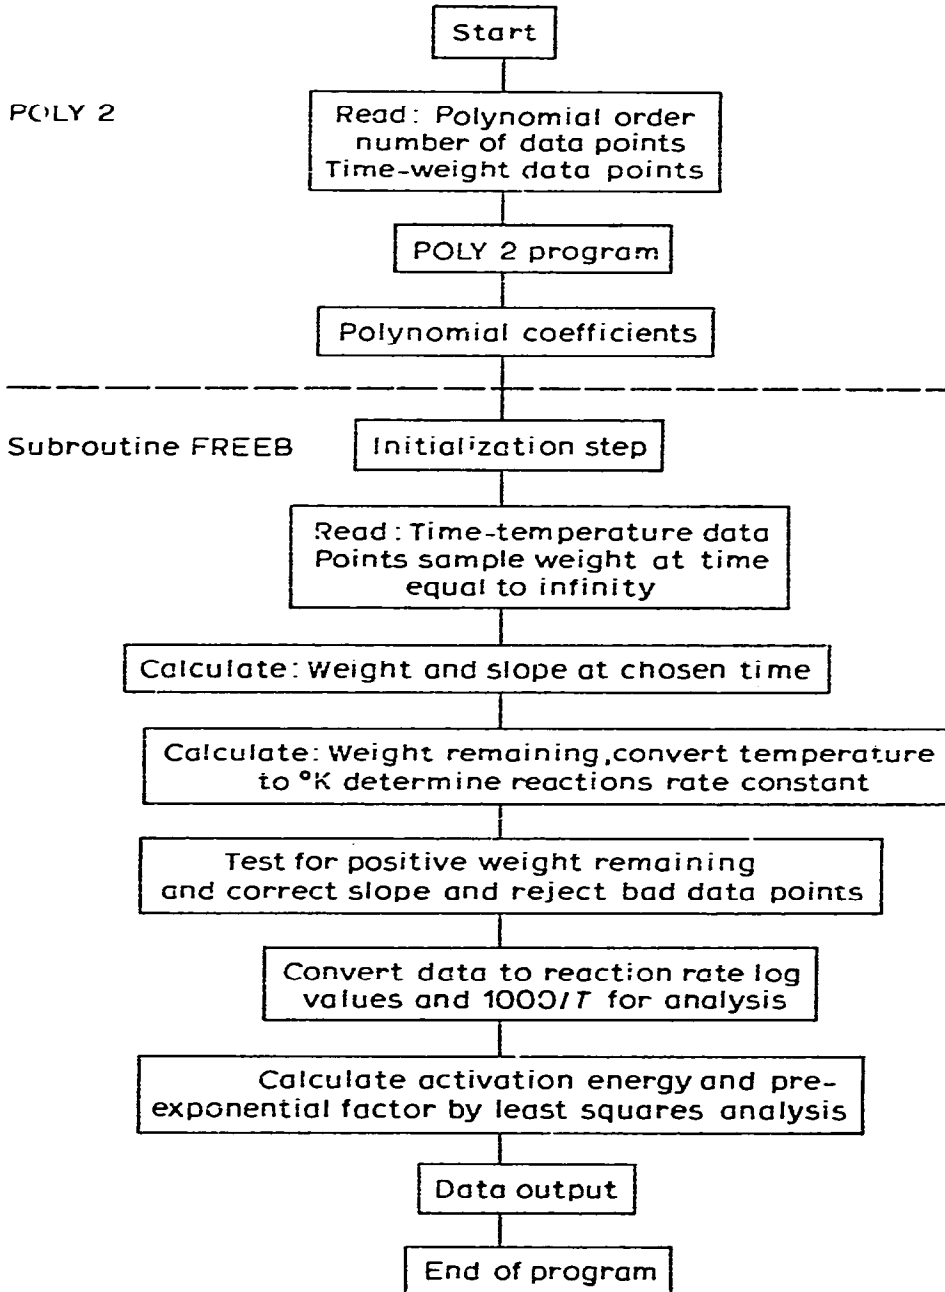 Start
POLY 2
Read: Polynomial order
number of data points
Time-weight data points
POLY 2 program
Polynomial coefficients
Subroutine FREEB
Initialization step
Read: Time-temperature data
Points sample weight at time
equal to infinity
Calculate: Weight and slope at chosen time
Calculate: Weight remaining, convert temperature
to °K determine reactions rate constant
Test for positive weight remaining
and correct slope and reject bad data points
Convert data to reaction rate log
values and 1000/T for analysis
Calculate activation energy and pre-
exponential factor by least squares analysis
Data output
End of program